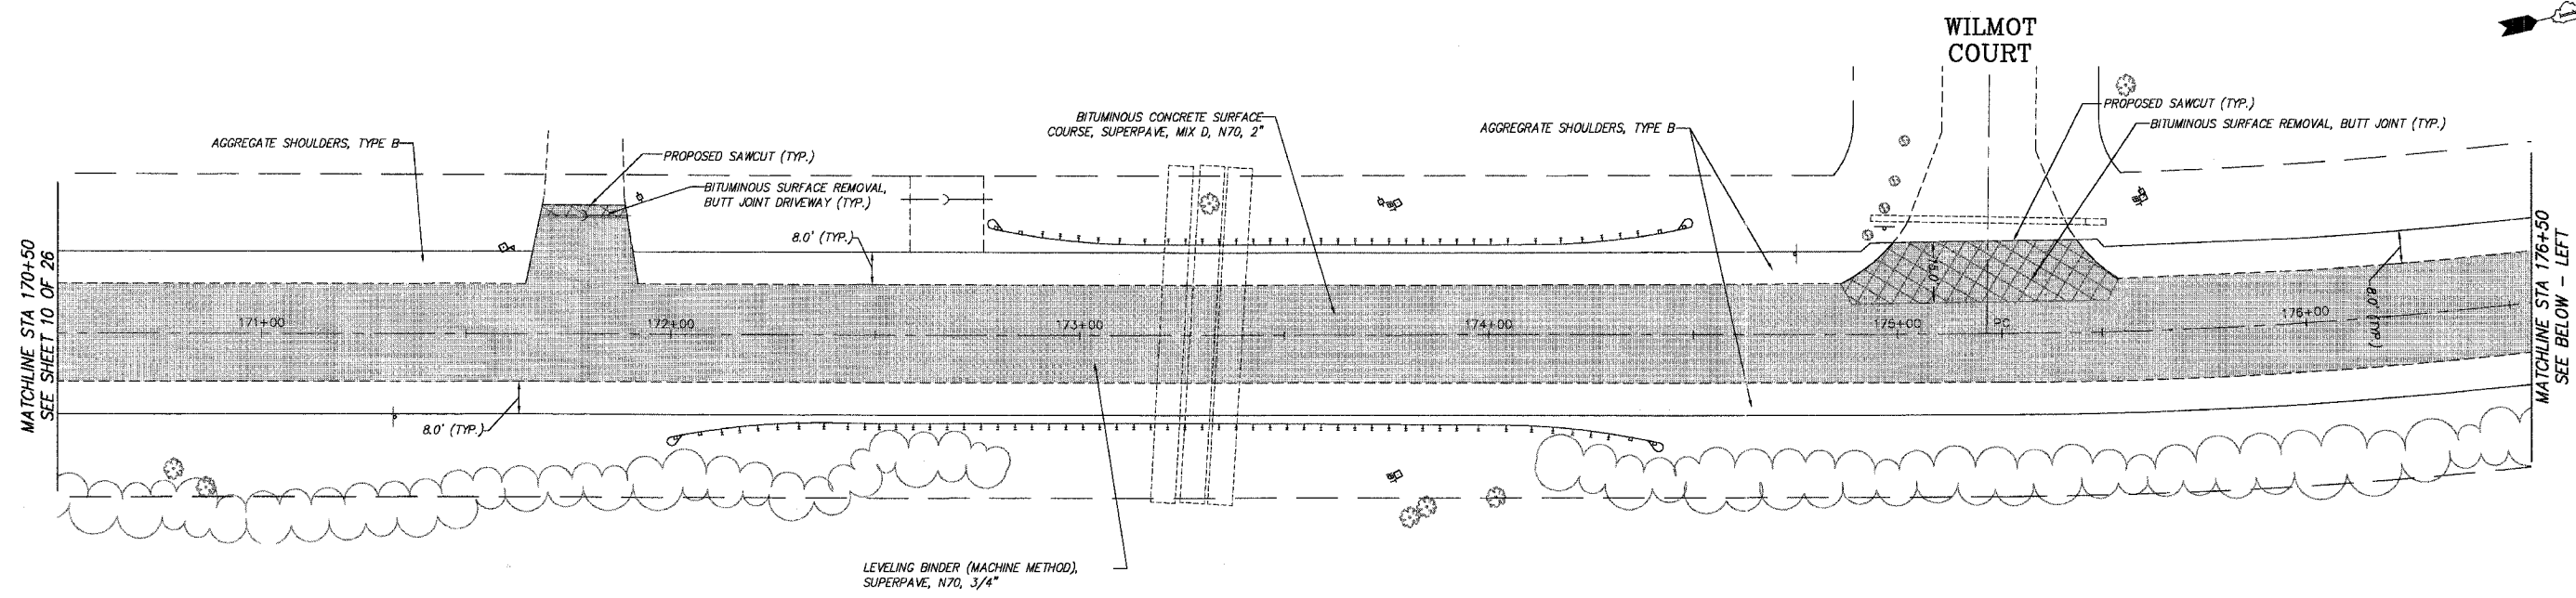 WILMOT
COURT
BITUMINOUS CONCRETE SURFACE
COURSE, SUPERPAVE, MIX D, N70, 2"
PROPOSED SAWCUT (TYP.)
BITUMINOUS SURFACE REMOVAL, BUTT JOINT (TYP.)
AGGREGATE SHOULDERS, TYPE B
AGGREGRATE SHOULDERS, TYPE B
PROPOSED SAWCUT (TYP.)
BITUMINOUS SURFACE REMOVAL,
BUTT JOINT DRIVEWAY (TYP.)
8.0' (TYP.)
MATCHLINE STA 170+50
SEE SHEET 10 OF 26
171+00
172+00
173+00
174+00
175+00
PC
176+00
8.0' (TYP.)
MATCHLINE STA 176+50
SEE BELOW - LEFT
8.0' (TYP.)
LEVELING BINDER (MACHINE METHOD),
SUPERPAVE, N70, 3/4"